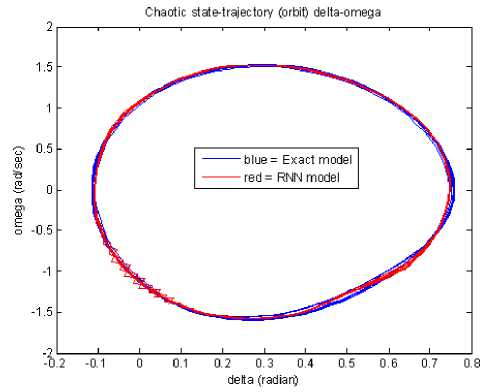 Chaotic state-trajectory (orbit) delta-omega
2
1.5
1
0.5
0
-0.5
-1
-1.5
-2
omega (rad/sec)
blue = Exact model
red = RNN model
-0.2 -0.1 0 0.1 0.2 0.3 0.4 0.5 0.6 0.7 0.8
delta (radian)